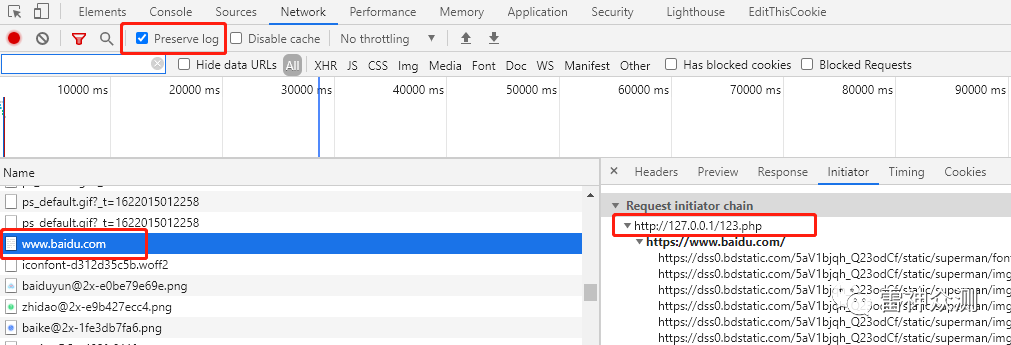 Elements Console Sources Network Performance Memory Application Security Lighthouse EditThisCookie
Preserve log Disable cache No throttling
Hide data URLs All XHR JS CSS Img Media Font Doc WS Manifest Other Has blocked cookies Blocked Requests
10000 ms 20000 ms 30000 ms 40000 ms 50000 ms 60000 ms 70000 ms 80000 ms 90000 ms
Name
ps_default.gif?_t=1622015012258
ps_default.gif?_t=1622015012258
www.baidu.com
iconfont-d312d35c5b.woff2
baiduyun@2x-e0be79e69e.png
zhidao@2x-e9b427ecc4.png
baike@2x-1fe3db7fa6.png
Headers Preview Response Initiator Timing Cookies
Request initiator chain
http://127.0.0.1/123.php
https://www.baidu.com/
https://dss0.bdstatic.com/5aV1bjqh_Q23odCf/static/superman/fon
https://dss0.bdstatic.com/5aV1bjqh_Q23odCf/static/superman/img
https://dss0.bdstatic.com/5aV1bjqh_Q23odCf/static/superman/img
https://dss0.bdstatic.com/5aV1bjqh_Q23odCf/static/superman/img
https://dss0.bdstatic.com/5aV1bjqh_Q23odCf/static/superman/img
https://dss0.bdstatic.com/5aV1bjqh_Q23odCf/static/superman/img
雷神众测